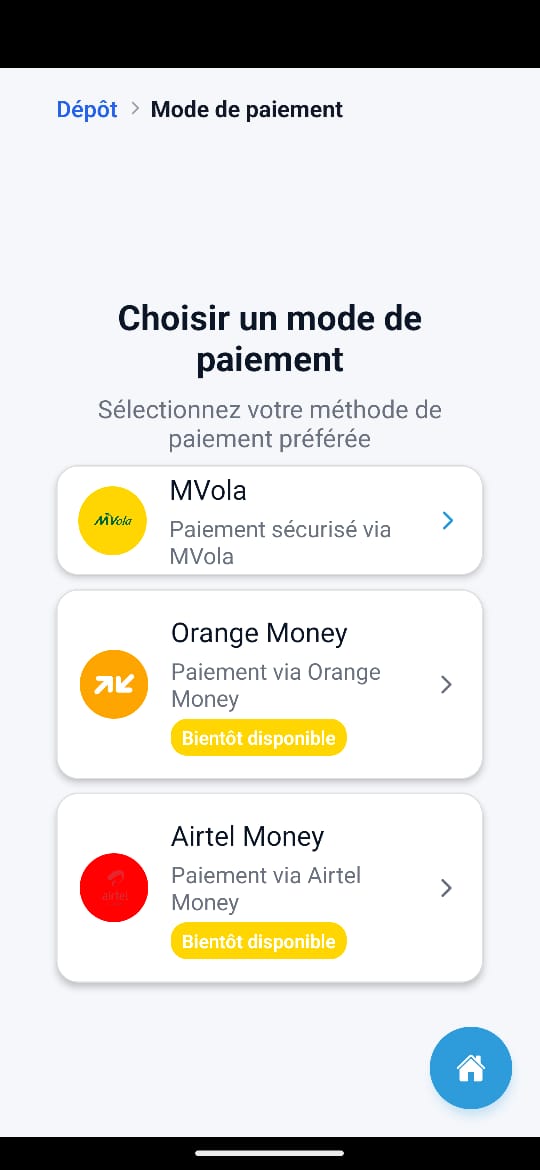 Dépôt > Mode de paiement
Choisir un mode de
paiement
Sélectionnez votre méthode de
paiement préférée
MVola
MVola
Paiement sécurisé via
MVola
Orange Money
Paiement via Orange
Money
Bientôt disponible
Airtel Money
airtel
Paiement via Airtel
Money
Bientôt disponible